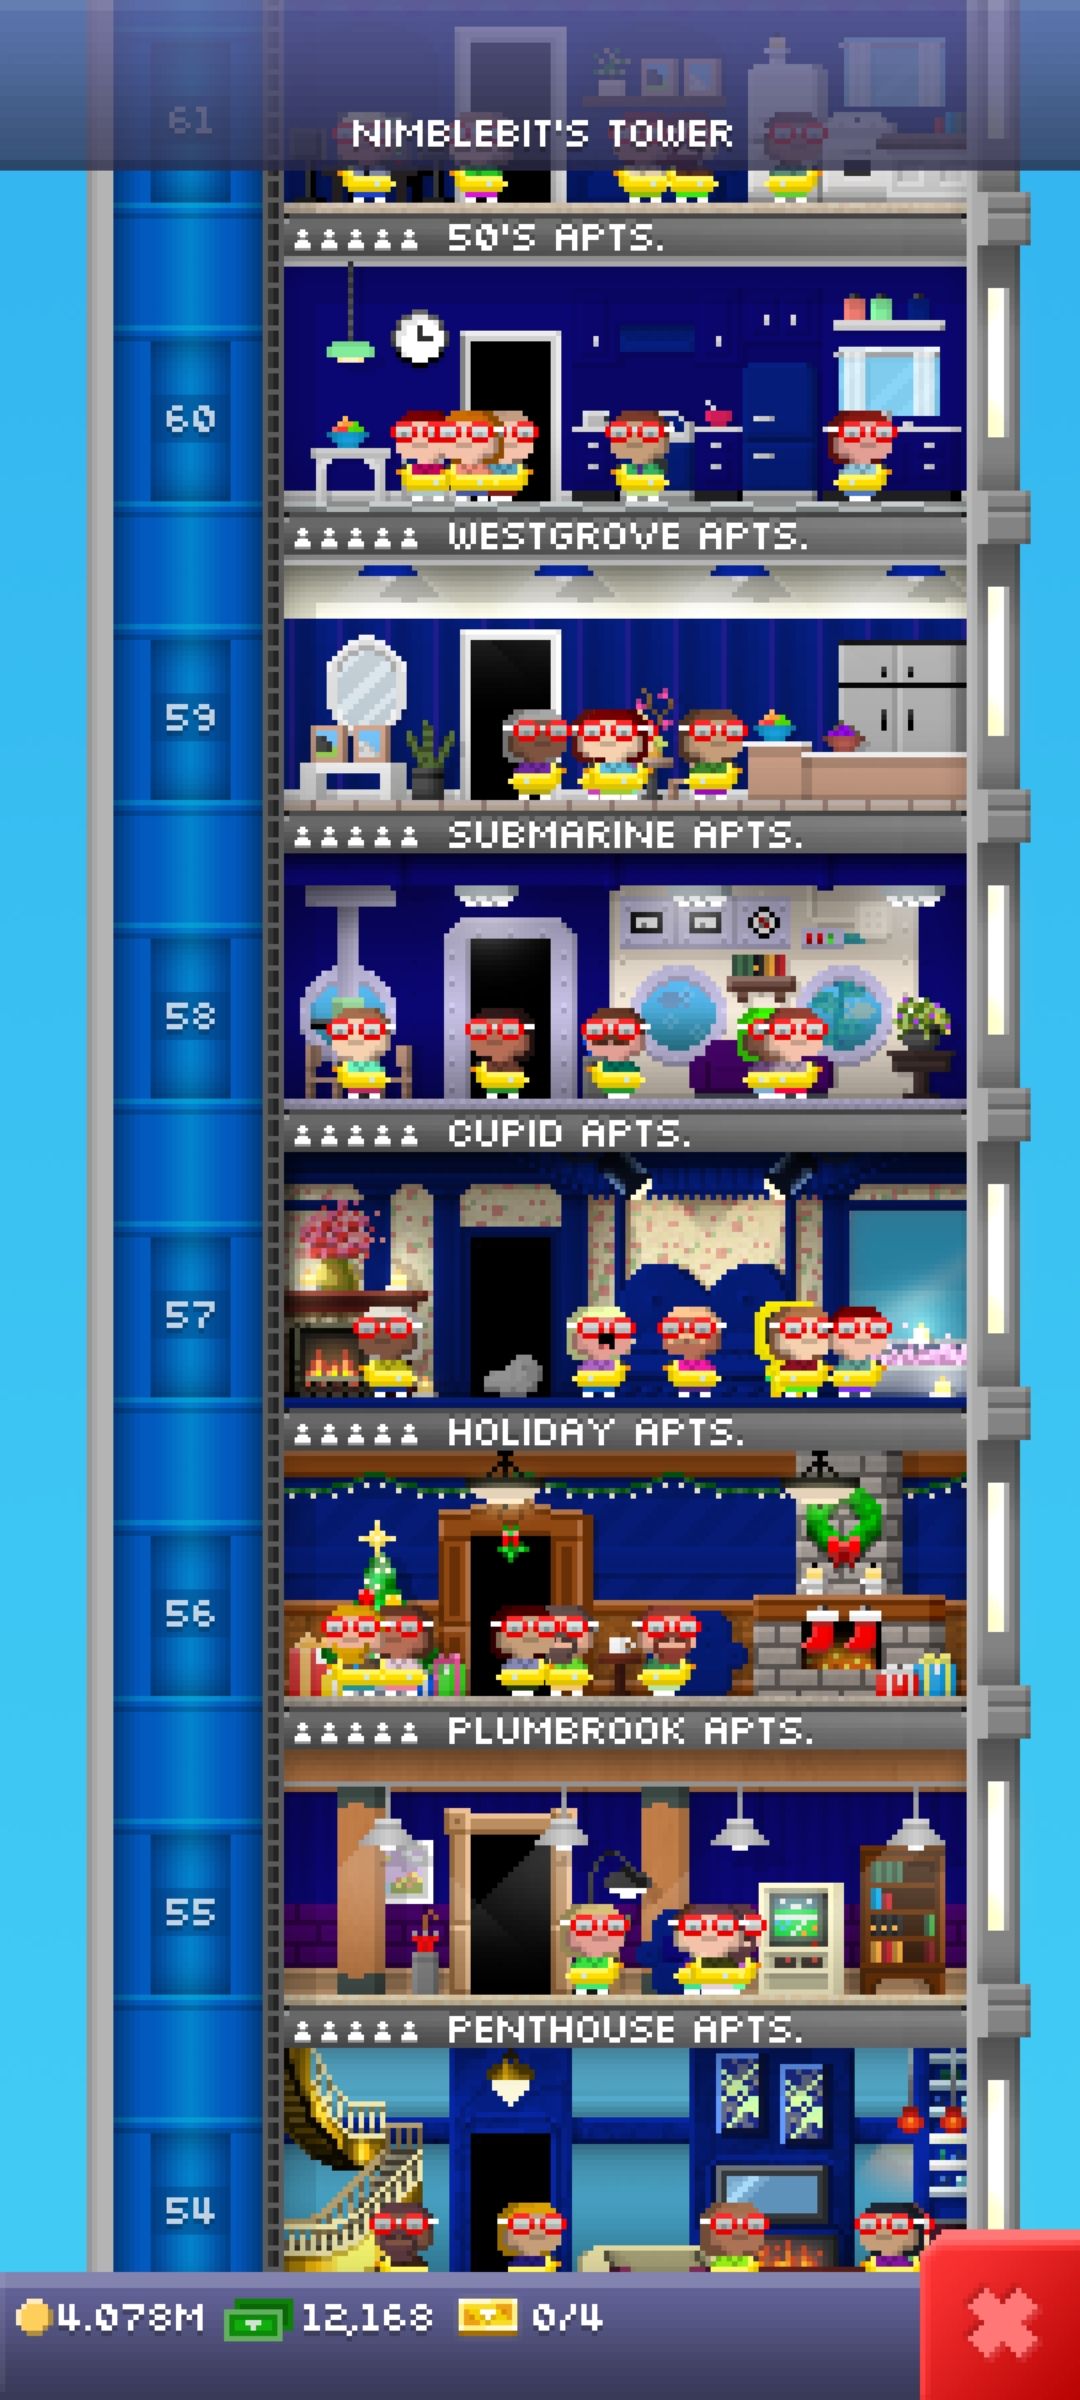 61
NIMBLEBIT'S TOWER
50'S APTS.
60
WESTGROVE APTS.
59
SUBMARINE APTS.
58
CUPID APTS.
57
HOLIDAY APTS.
56
PLUMBROOK APTS.
55
PENTHOUSE APTS.
54
4.078M 12,168 0/4